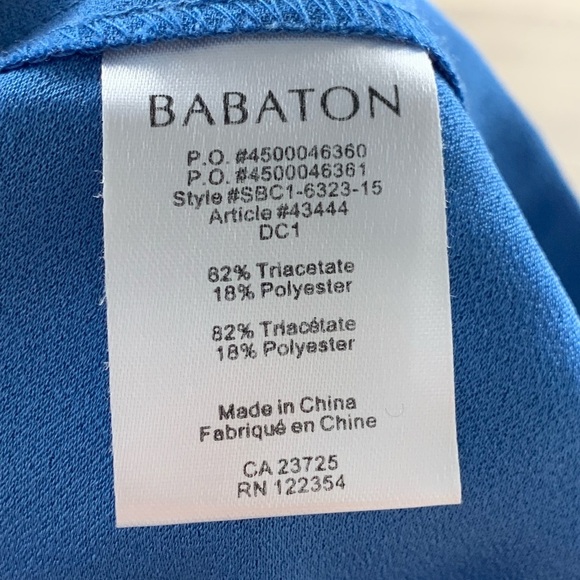 BABATON
P.O. #4500046360
P.O. #4500046361
Style #SBC1-6323-15
Article #43444
DC1
82% Triacetate
18% Polyester
82% Triacétate
18% Polyester
Made in China
Fabriqué en Chine
CA 23725
RN 122354